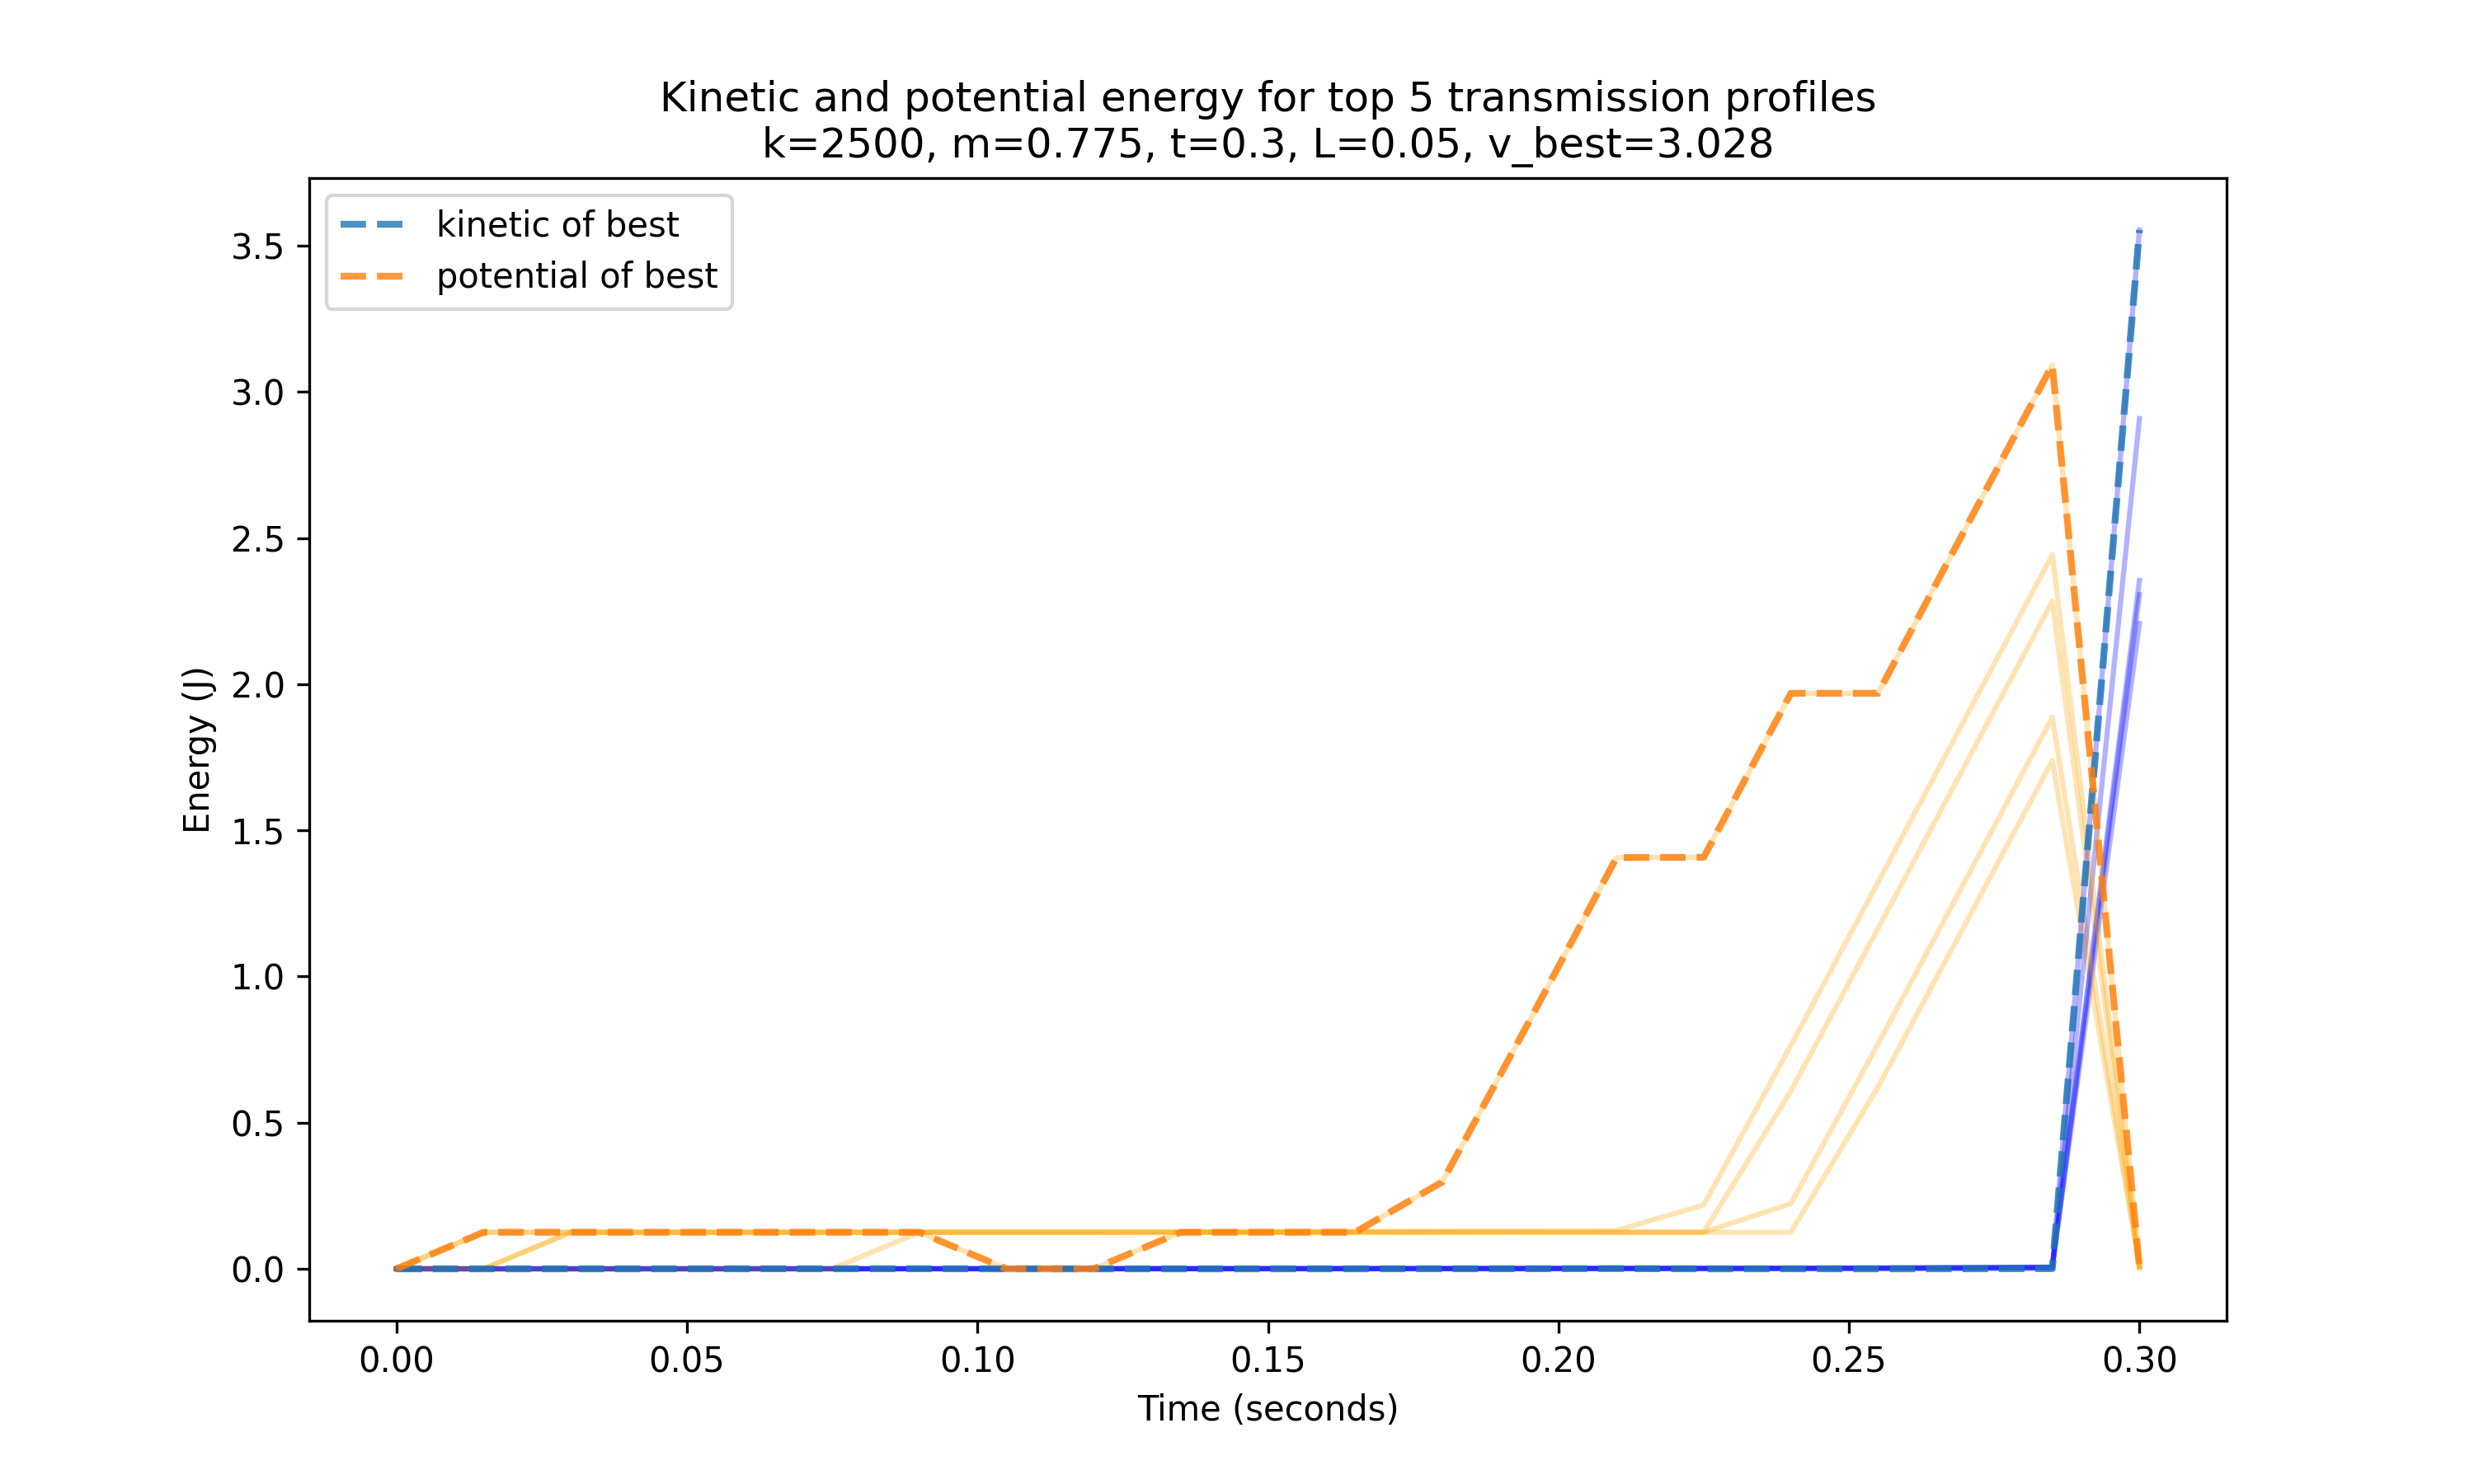 Kinetic and potential energy for top 5 transmission profiles
k=2500, m=0.775, t=0.3, L=0.05, v_best=3.028
kinetic of best
potential of best
3.5
3.0
2.5
2.0
1.5
1.0
0.5
0.0
Energy (J)
0.00 0.05 0.10 0.15 0.20 0.25 0.30
Time (seconds)